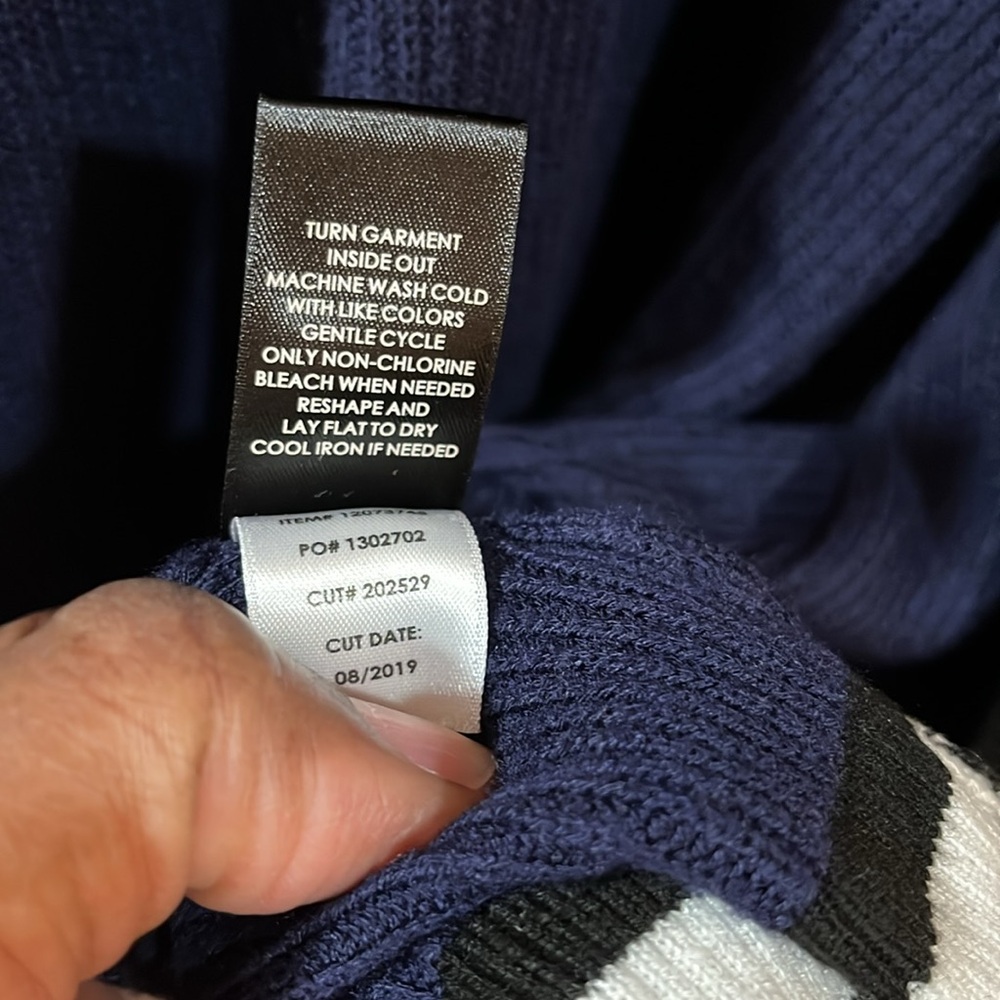 TURN GARMENT
INSIDE OUT
MACHINE WASH COLD
WITH LIKE COLORS
GENTLE CYCLE
ONLY NON-CHLORINE
BLEACH WHEN NEEDED
RESHAPE AND
LAY FLAT TO DRY
COOL IRON IF NEEDED
ITEM#
PO# 1302702
CUT# 202529
CUT DATE:
08/2019